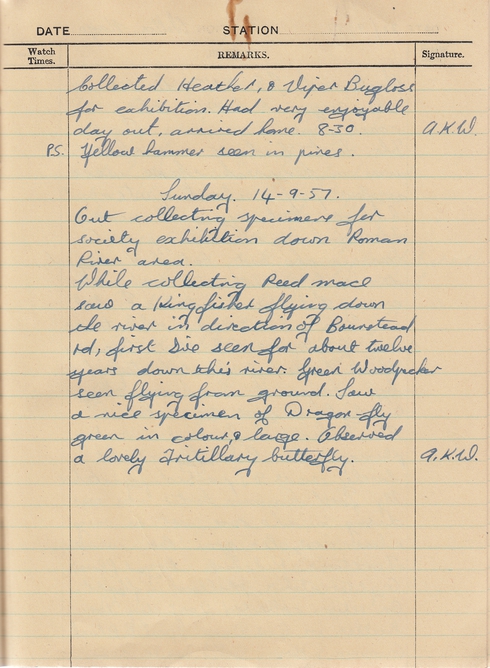 DATE STATION
Watch Times. REMARKS. Signature.
Collected Heather, & Viper Bugloss
for exhibition. Had very enjoyable
day out, arrived home. 8-30. A.K.W.
P.S. Yellow hammer seen in pines.
Sunday. 14-9-57.
Out collecting specimens for
society exhibition down Roman
River area.
While collecting Reed mace
saw a Kingfisher flying down
the river in direction of Bounstead
rd, first I've seen for about twelve
years down this river. Green Woodpecker
seen flying from ground. Saw
a nice specimen of Dragon-fly
green in colour, & large. Observed
a lovely Fritillary butterfly. A.K.W.